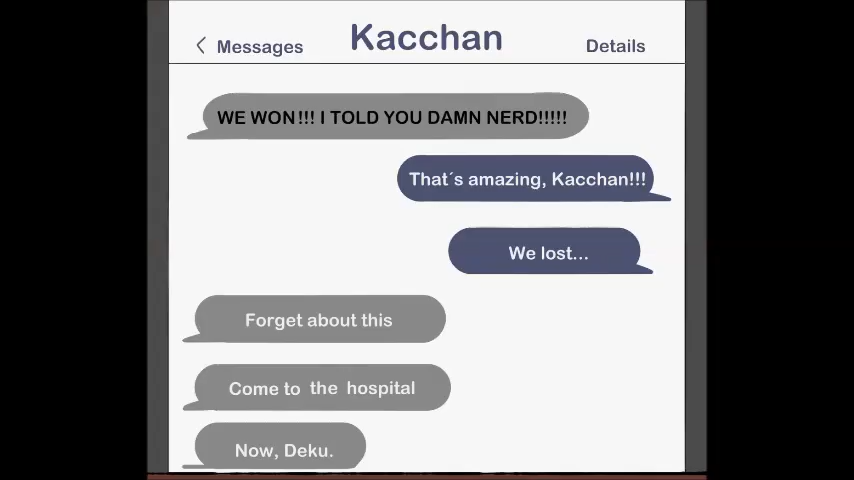 Messages
Kacchan
Details
WE WON!!! I TOLD YOU DAMN NERD!!!!!
That´s amazing, Kacchan!!!
We lost...
Forget about this
Come to the hospital
Now, Deku.